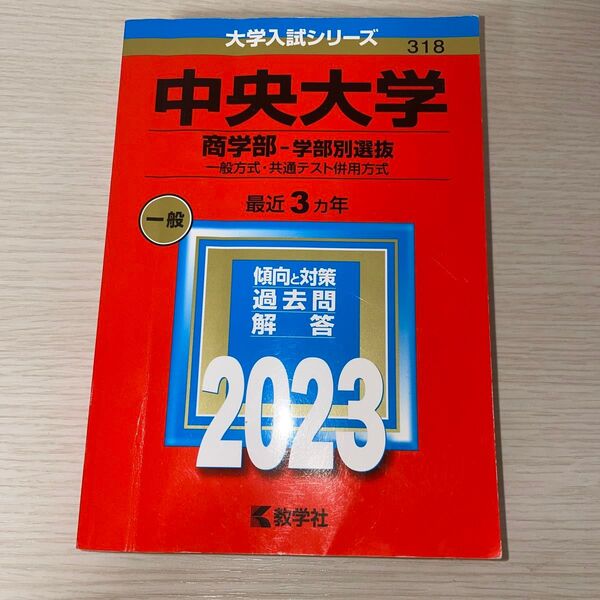 大学入試シリーズ
318
中央大学
商学部-学部別選抜
一般方式・共通テスト併用方式
最近3カ年
一般
傾向と対策
過去問
解答
2023
教学社